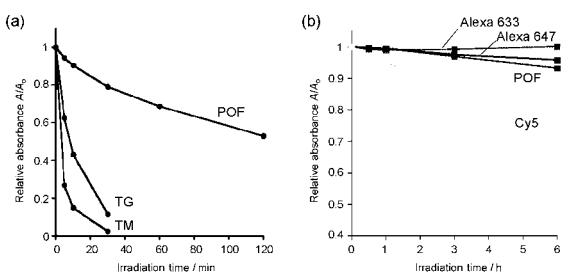 (a)
Relative absorbance A/A₀
1
0.8
0.6
0.4
0.2
0
POF
TG
TM
0 20 40 60 80 100 120
Irradiation time / min
(b)
Relative absorbance A/A₀
1
0.9
0.8
0.7
0.6
0.5
0.4
Alexa 633
Alexa 647
POF
Cy5
0 1 2 3 4 5 6
Irradiation time / h